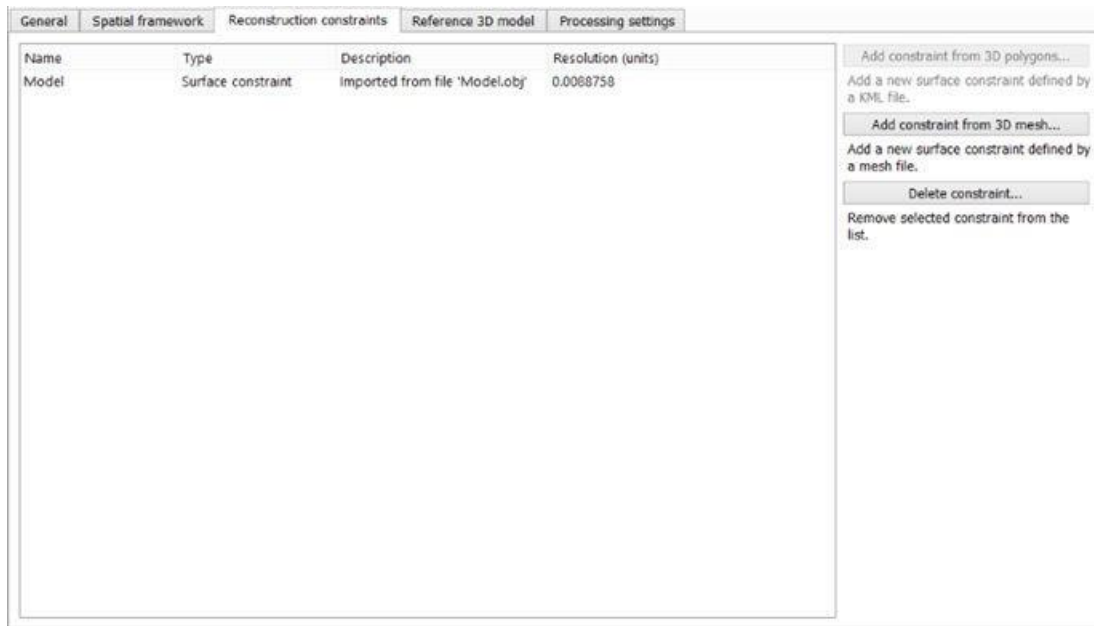 General Spatial framework Reconstruction constraints Reference 3D model Processing settings
Name Type Description Resolution (units)
Model Surface constraint Imported from file 'Model.obj' 0.0088758
Add constraint from 3D polygons...
Add a new surface constraint defined by
a KML file.
Add constraint from 3D mesh...
Add a new surface constraint defined by
a mesh file.
Delete constraint...
Remove selected constraint from the
list.